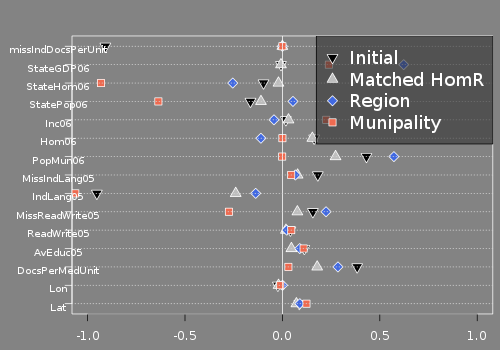 missIndDocsPerUnit
StateGDP06
StateHom06
StatePop06
Inc06
Hom06
PopMun06
MissIndLang05
IndLang05
MissReadWrite05
ReadWrite05
AvEduc05
DocsPerMedUnit
Lon
Lat
Initial
Matched HomR
Region
Munipality
-1.0 -0.5 0.0 0.5 1.0